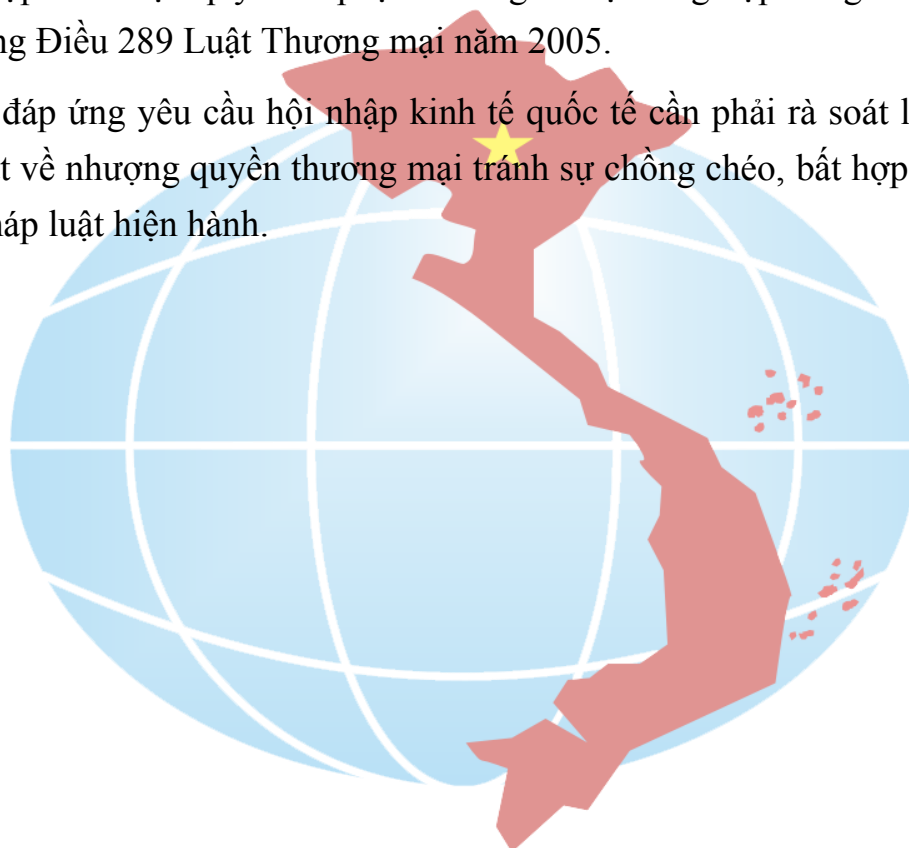 ng Điều 289 Luật Thương mại năm 2005.
đáp ứng yêu cầu hội nhập kinh tế quốc tế cần phải rà soát l
t về nhượng quyền thương mại tránh sự chồng chéo, bất hợp
háp luật hiện hành.